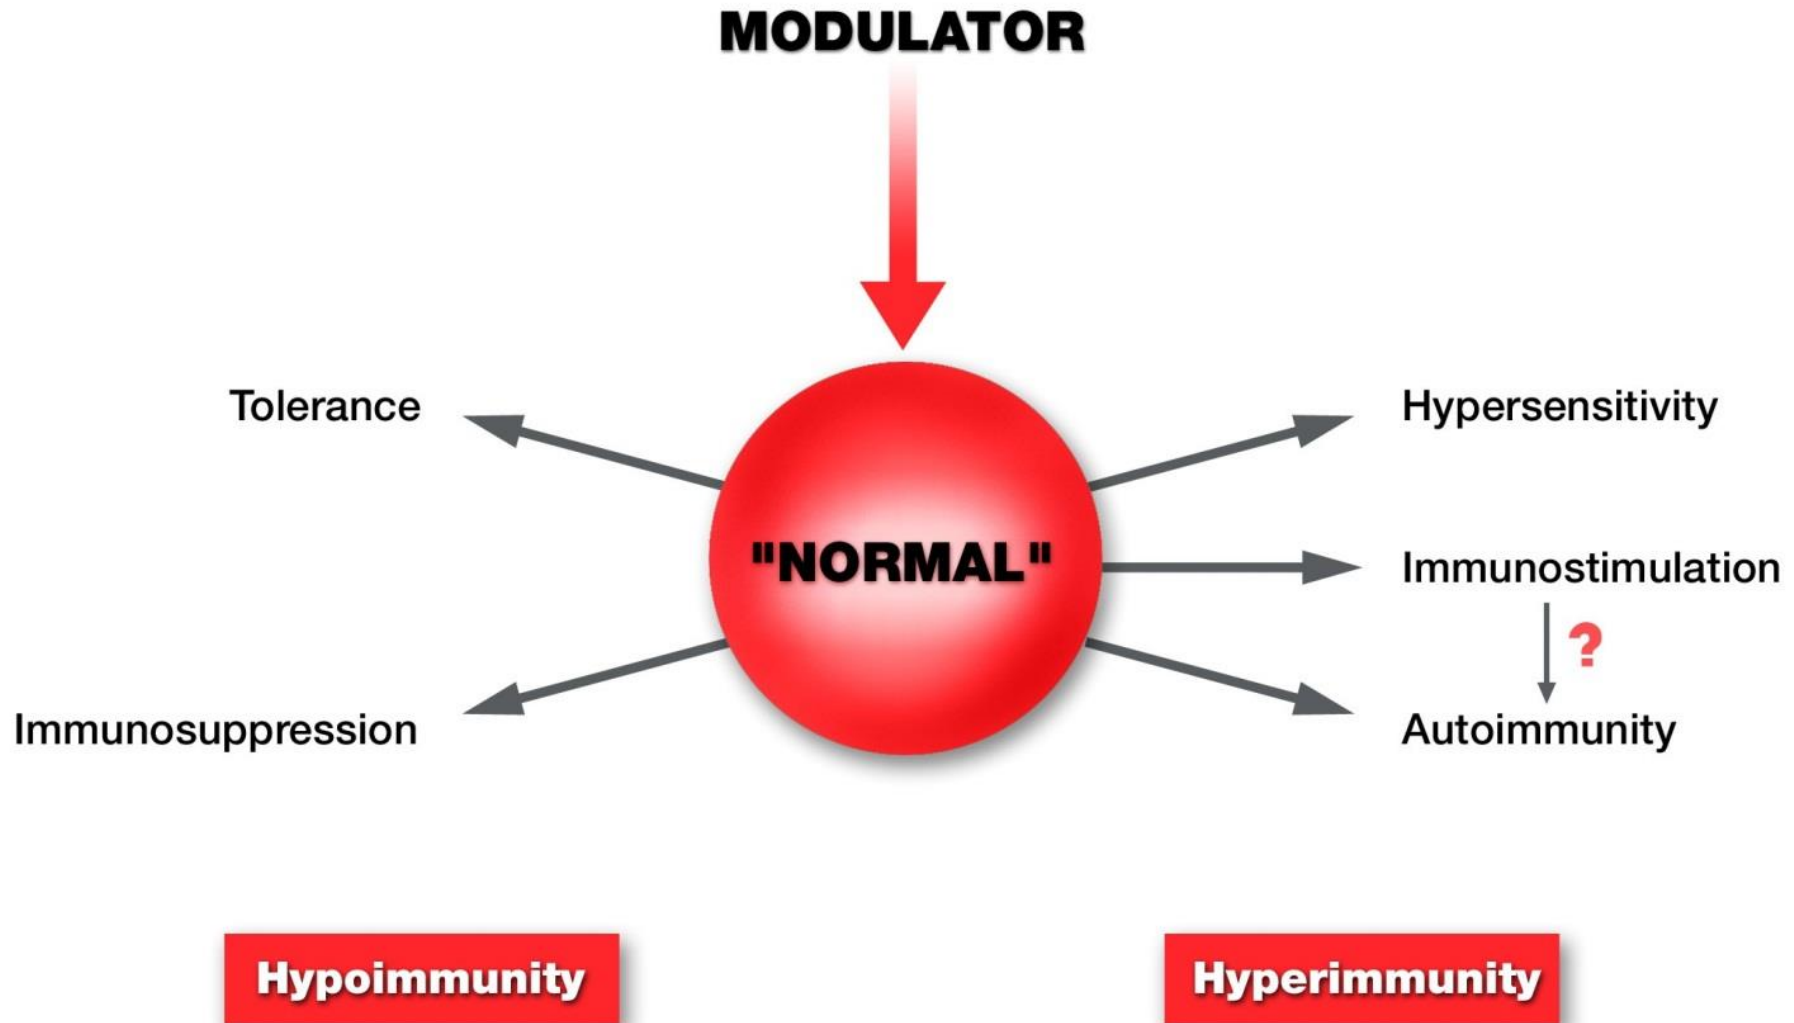 MODULATOR
Tolerance
Hypersensitivity
"NORMAL"
Immunostimulation
?
Immunosuppression
Autoimmunity
Hypoimmunity
Hyperimmunity